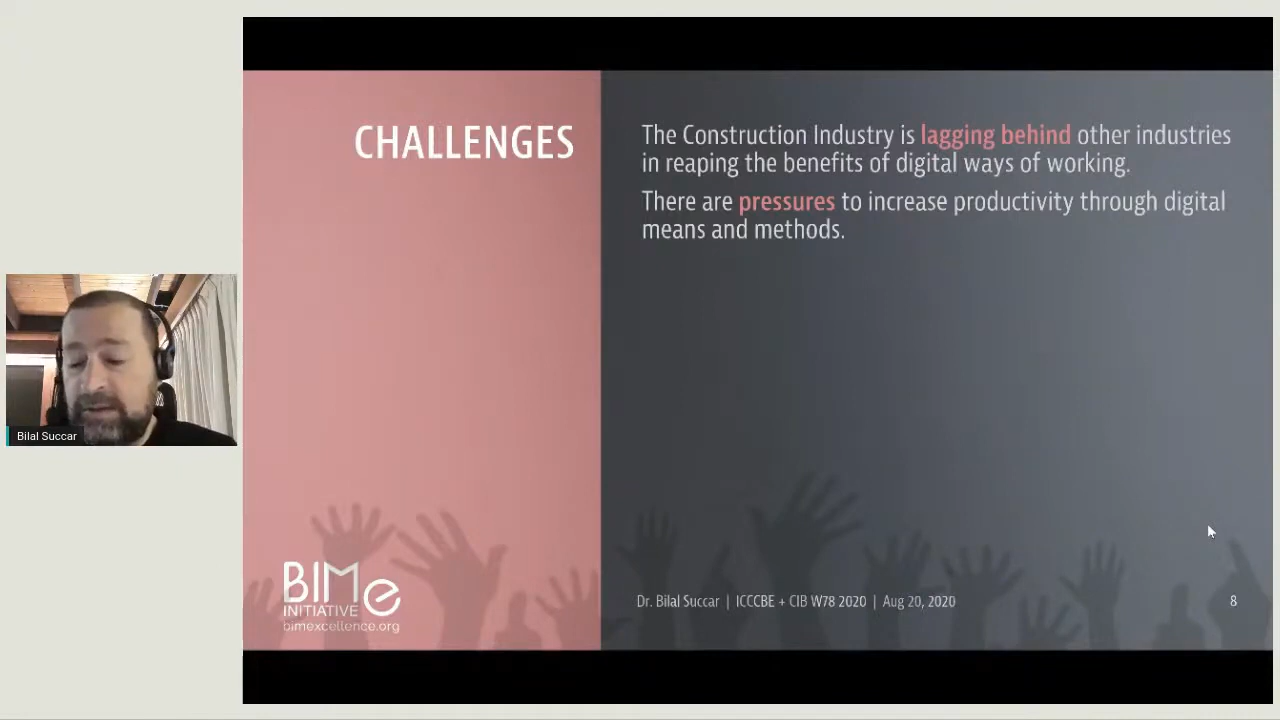 CHALLENGES
The Construction Industry is lagging behind other industries
in reaping the benefits of digital ways of working.
There are pressures to increase productivity through digital
means and methods.
Bilal Succar
BIMe
INITIATIVE
bimexcellence.org
Dr. Bilal Succar | ICCCBE + CIB W78 2020 | Aug 20, 2020
8